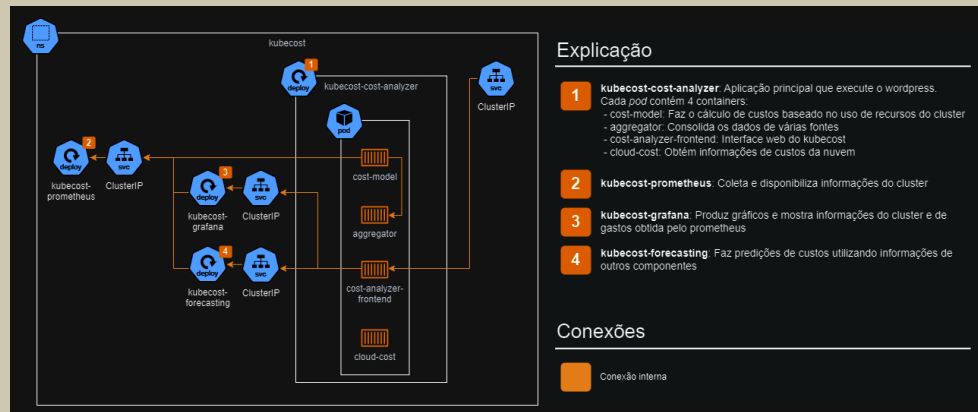 ns
kubecost
1
deploy
kubecost-cost-analyzer
svc
ClusterIP
pod
2
deploy
kubecost-
prometheus
svc
ClusterIP
cost-model
3
deploy
kubecost-
grafana
svc
ClusterIP
aggregator
4
deploy
kubecost-
forecasting
svc
ClusterIP
cost-analyzer-
frontend
cloud-cost
Explicação
1
kubecost-cost-analyzer: Aplicação principal que execute o wordpress.
Cada pod contém 4 containers:
- cost-model: Faz o cálculo de custos baseado no uso de recursos do cluster
- aggregator: Consolida os dados de várias fontes
- cost-analyzer-frontend: Interface web do kubecost
- cloud-cost: Obtém informações de custos da nuvem
2
kubecost-prometheus: Coleta e disponibiliza informações do cluster
3
kubecost-grafana: Produz gráficos e mostra informações do cluster e de
gastos obtida pelo prometheus
4
kubecost-forecasting: Faz predições de custos utilizando informações de
outros componentes
Conexões
Conexão interna